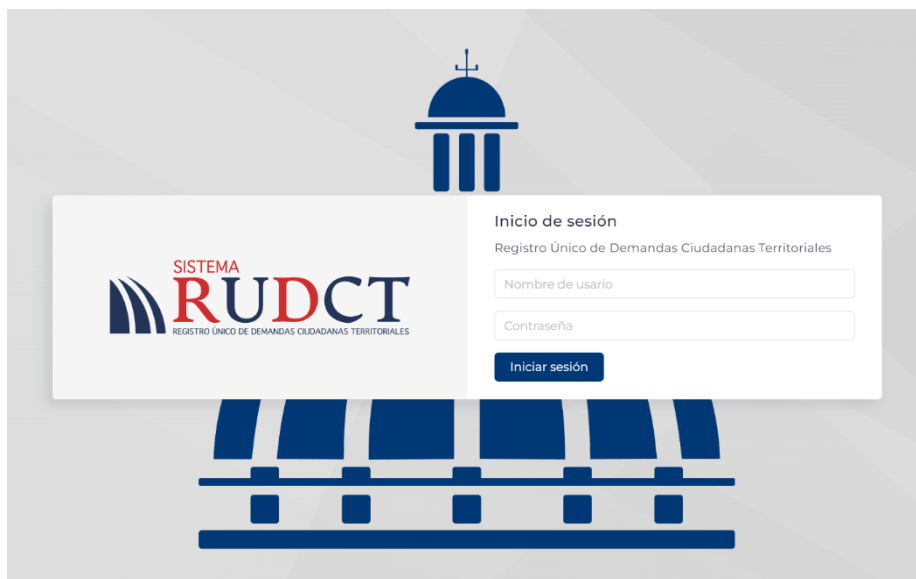 SISTEMA
RUDCT
REGISTRO ÚNICO DE DEMANDAS CIUDADANAS TERRITORIALES
Inicio de sesión
Registro Único de Demandas Ciudadanas Territoriales
Nombre de usario
Contraseña
Iniciar sesión